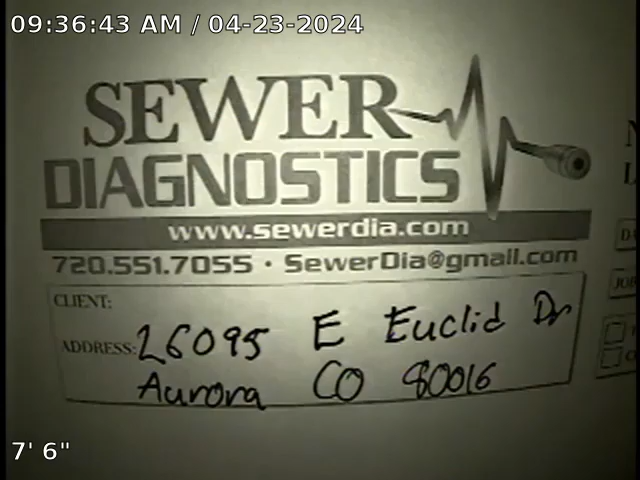 09:36:43 AM / 04-23-2024
SEWER
DIAGNOSTICS
www.sewerdia.com
720.551.7055 · SewerDia@gmail.com
CLIENT:
ADDRESS: 26095 E Euclid Dr
Aurora CO 80016
7' 6"